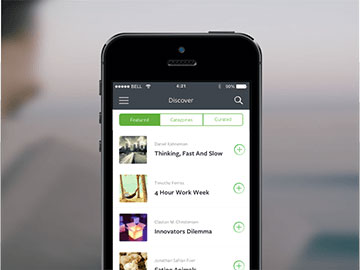 BELL 4:21
Discover
Featured Categories Curated
Daniel Kahneman
Thinking, Fast And Slow
Timothy Ferriss
4 Hour Work Week
Clayton M. Christensen
Innovators Dilemma
Jonathan Safran Foer
Eating Animals